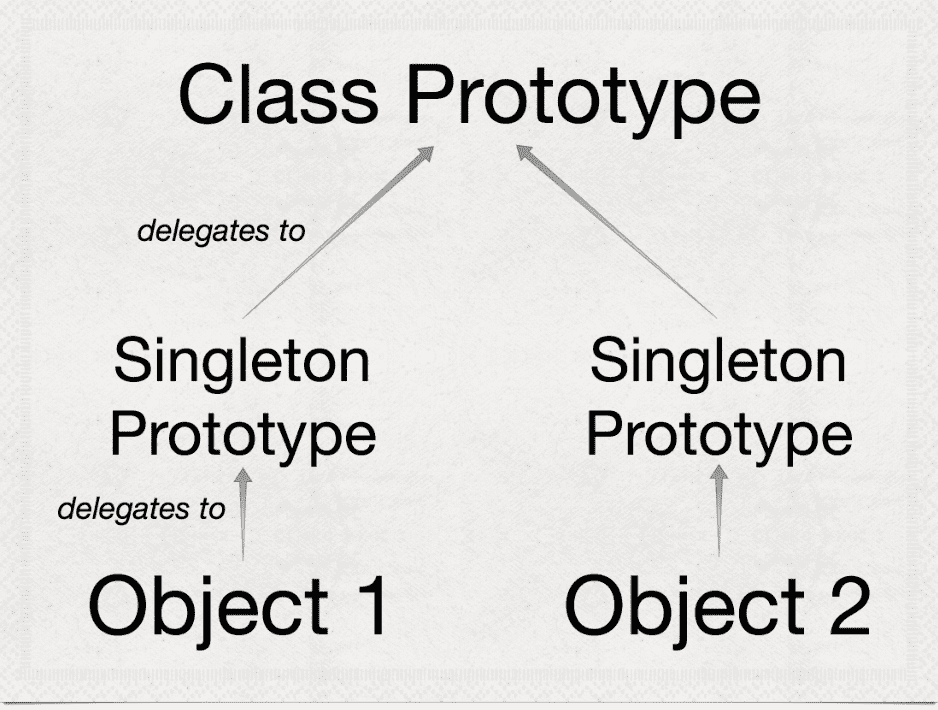 Class Prototype
delegates to
Singleton
Prototype
Singleton
Prototype
delegates to
Object 1
Object 2